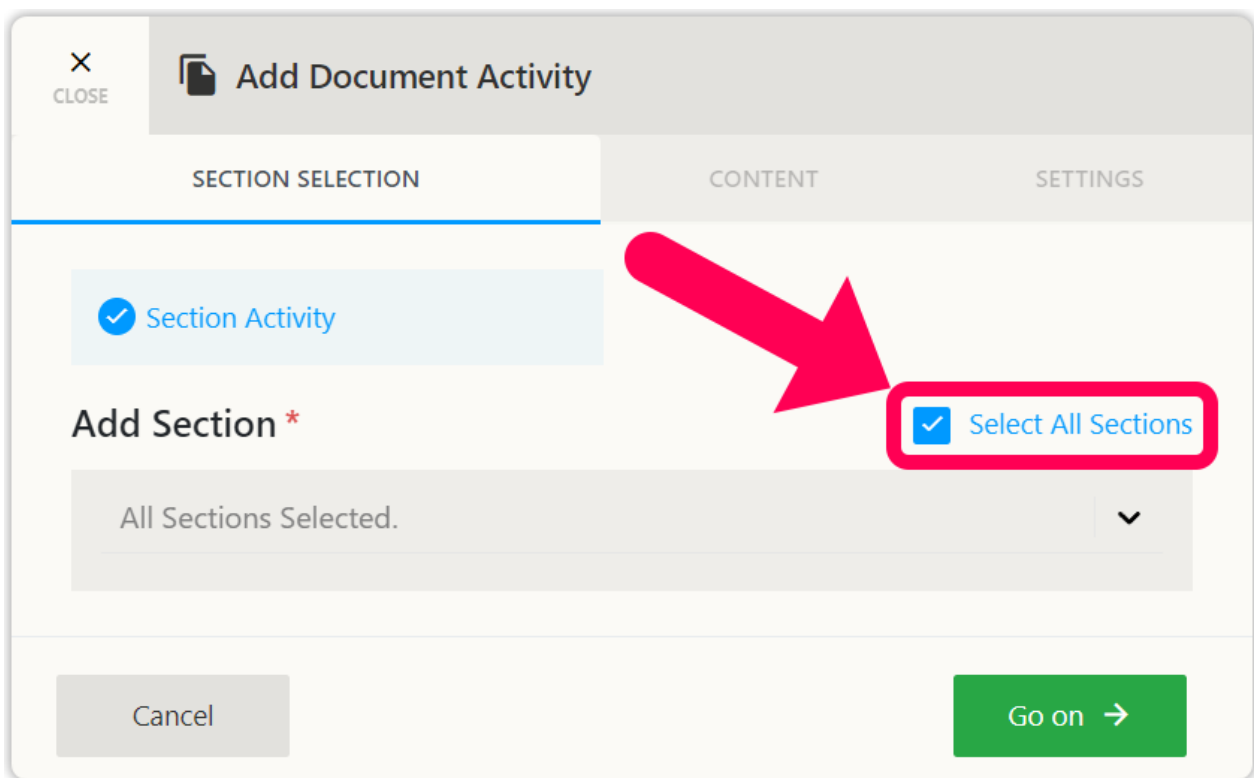 CLOSE
Add Document Activity
SECTION SELECTION
CONTENT
SETTINGS
Section Activity
Add Section *
Select All Sections
All Sections Selected.
Cancel
Go on →